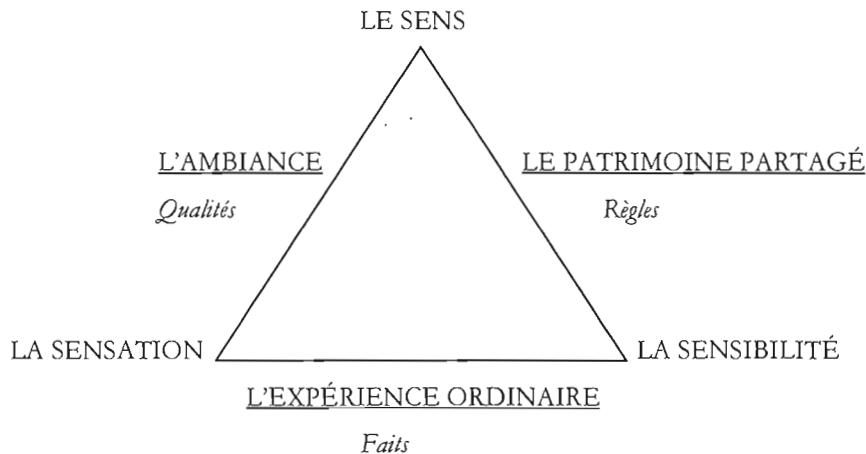 LE SENS
L'AMBIANCE
Qualités
LE PATRIMOINE PARTAGÉ
Règles
LA SENSATION
LA SENSIBILITÉ
L'EXPÉRIENCE ORDINAIRE
Faits